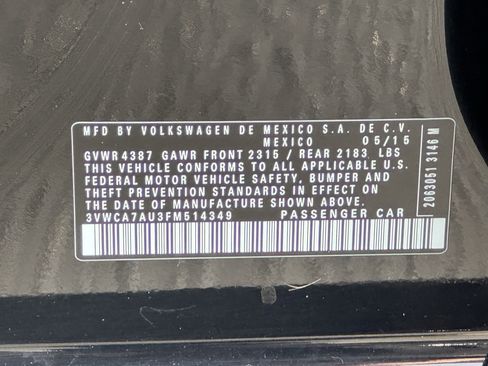 MFD BY VOLKSWAGEN DE MEXICO S.A. DE C.V.
MEXICO 05/15
GVWR 4387 GAWR FRONT 2315 / REAR 2183 LBS
THIS VEHICLE CONFORMS TO ALL APPLICABLE U.S.
FEDERAL MOTOR VEHICLE SAFETY, BUMPER AND
THEFT PREVENTION STANDARDS IN EFFECT ON
THE DATE OF MANUFACTURE SHOWN ABOVE.
3VWCA7AU3FM514349 PASSENGER CAR
2063051 3146 M